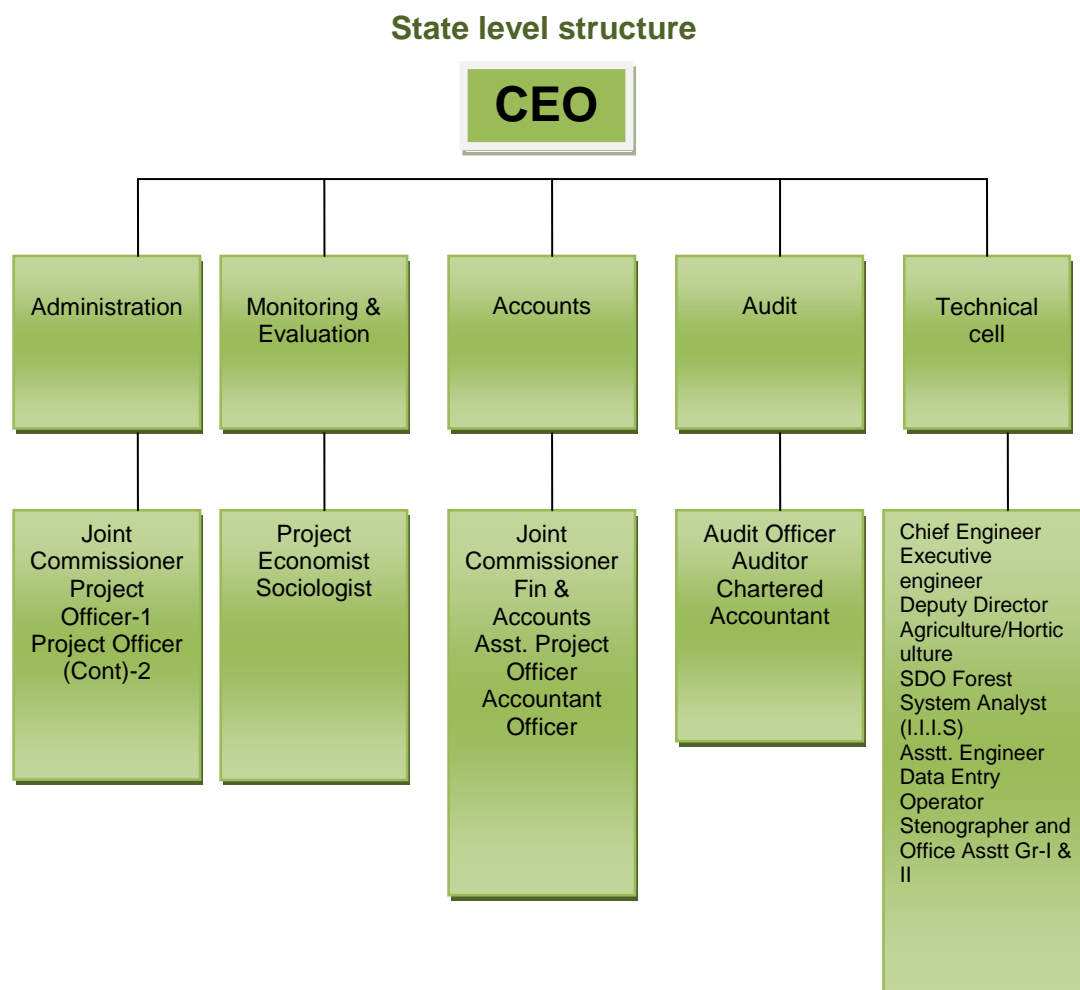 State level structure
CEO
Administration
Monitoring &
Evaluation
Accounts
Audit
Technical
cell
Joint
Commissioner
Project
Officer-1
Project Officer
(Cont)-2
Project
Economist
Sociologist
Joint
Commissioner
Fin &
Accounts
Asst. Project
Officer
Accountant
Officer
Audit Officer
Auditor
Chartered
Accountant
Chief Engineer
Executive
engineer
Deputy Director
Agriculture/Hortic
ulture
SDO Forest
System Analyst
(I.I.I.S)
Asstt. Engineer
Data Entry
Operator
Stenographer and
Office Asstt Gr-I &
II